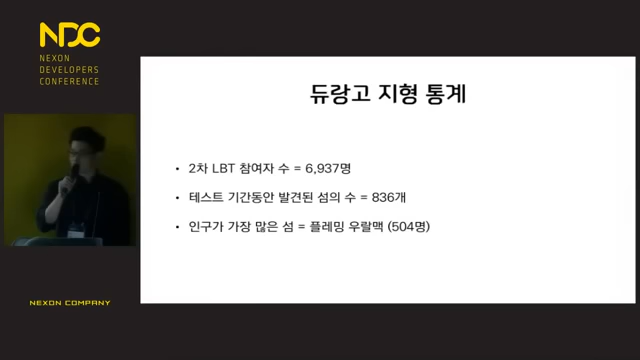 NDC
NEXON
DEVELOPERS
CONFERENCE
듀랑고 지형 통계
• 2차 LBT 참여자 수 = 6,937명
• 테스트 기간동안 발견된 섬의 수 = 836개
• 인구가 가장 많은 섬 = 플레밍 우랄맥 (504명)
NEXON COMPANY